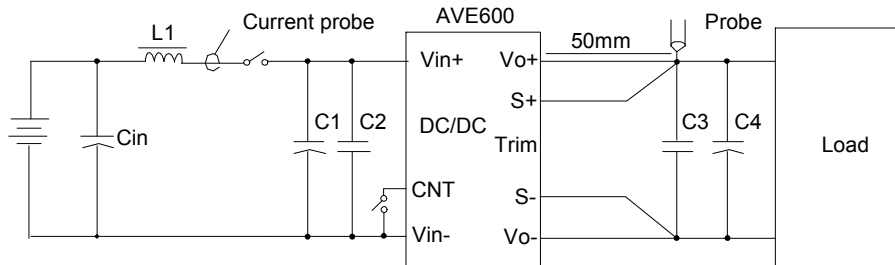 AVE600
L1 Current probe Probe
50mm
Vin+ Vo+
S+
Cin C1 C2 DC/DC C3 C4 Load
Trim
CNT S-
Vin- Vo-